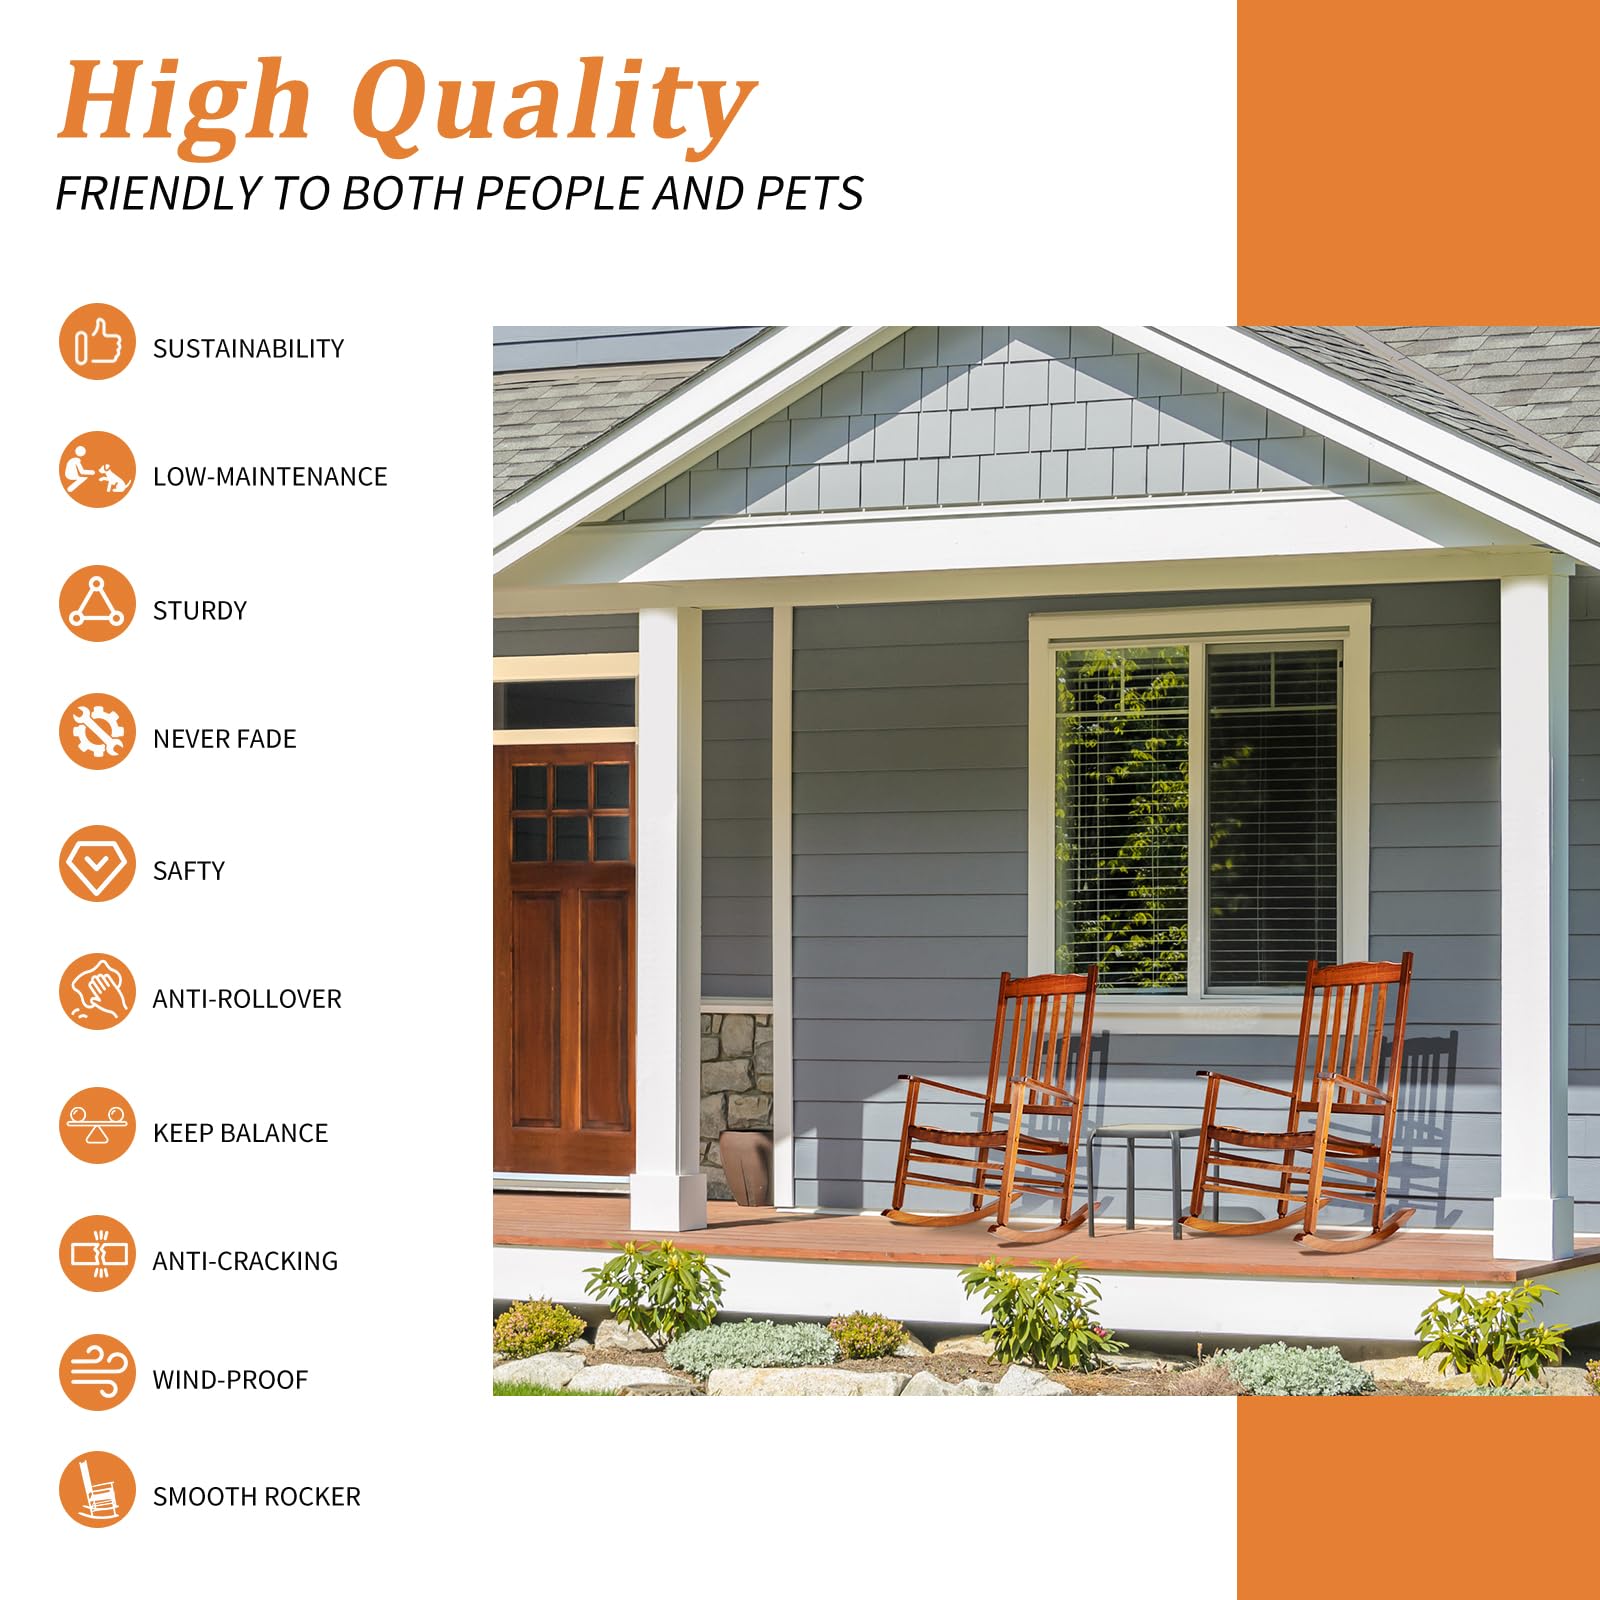 High Quality
FRIENDLY TO BOTH PEOPLE AND PETS
SUSTAINABILITY
LOW-MAINTENANCE
STURDY
NEVER FADE
SAFTY
ANTI-ROLLOVER
KEEP BALANCE
ANTI-CRACKING
WIND-PROOF
SMOOTH ROCKER